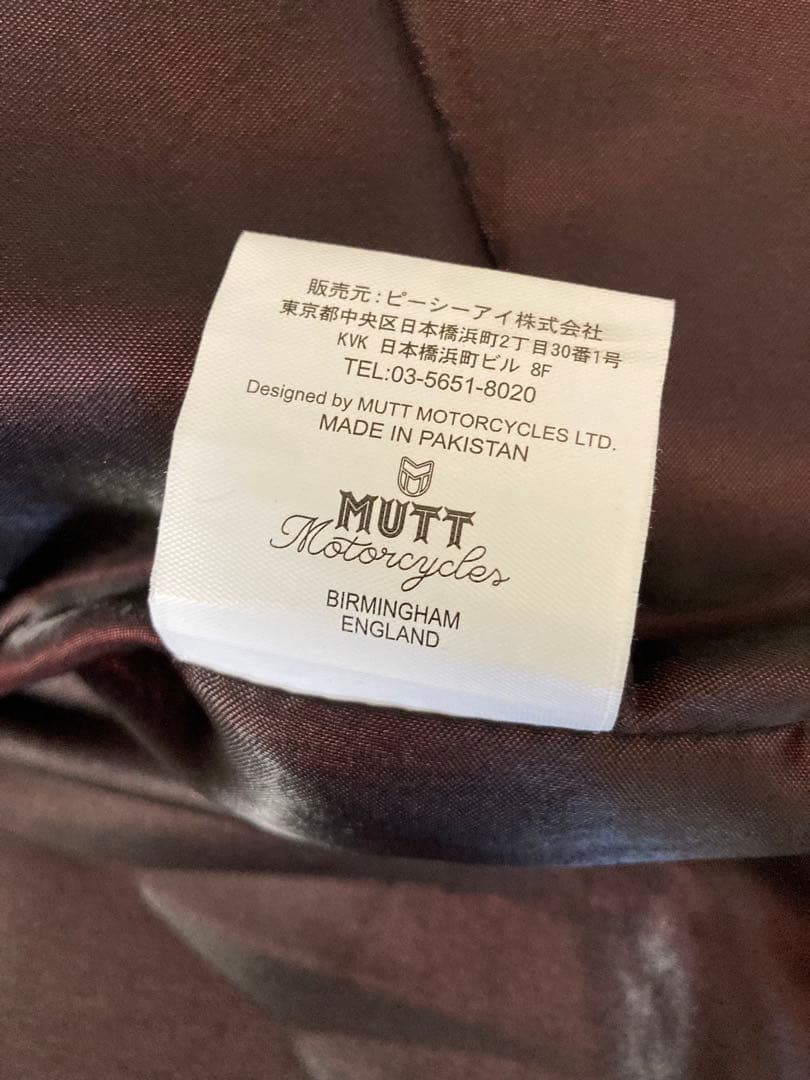 販売元:ピーシーアイ株式会社
東京都中央区日本橋浜町2丁目30番1号
KVK 日本橋浜町ビル 8F
TEL:03-5651-8020
Designed by MUTT MOTORCYCLES LTD.
MADE IN PAKISTAN
MUTT
Motorcycles
BIRMINGHAM
ENGLAND